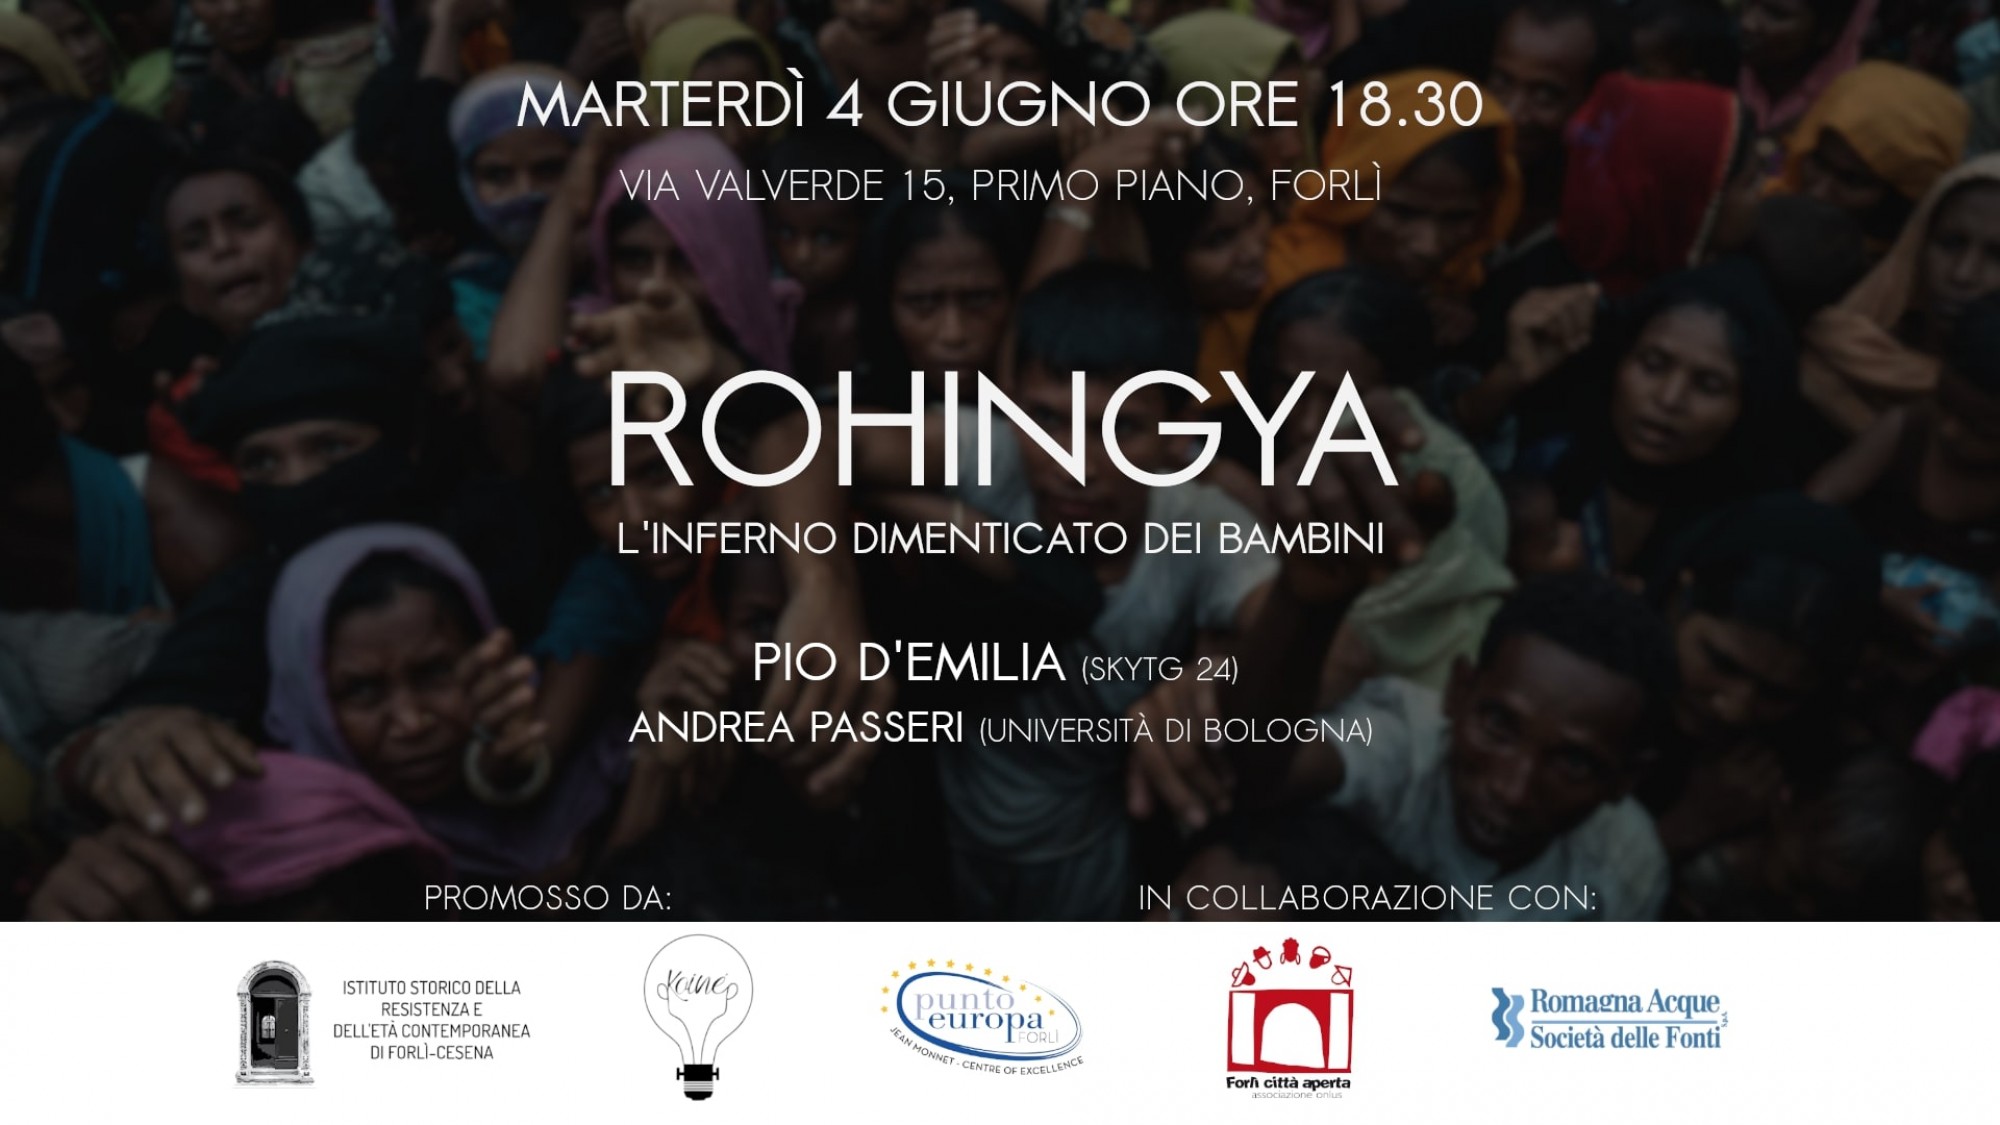 MARTERDÌ 4 GIUGNO ORE 18.30
VIA VALVERDE 15, PRIMO PIANO, FORLÌ
ROHINGYA
L'INFERNO DIMENTICATO DEI BAMBINI
PIO D'EMILIA (SKYTG 24)
ANDREA PASSERI (UNIVERSITÀ DI BOLOGNA)
PROMOSSO DA:
IN COLLABORAZIONE CON:
ISTITUTO STORICO DELLA
RESISTENZA E
DELL'ETÀ CONTEMPORANEA
DI FORLÌ-CESENA
Koiné
punto
europa
FORLÌ
JEAN MONNET - CENTRE OF EXCELLENCE
Forlì città aperta
associazione onlus
Romagna Acque
Società delle Fonti S.p.A.